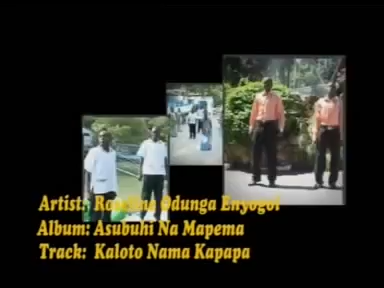 Artist: Odunga Enyogoi
Album: Asubuhi Na Mapema
Track: Kaloto Nama Kapapa